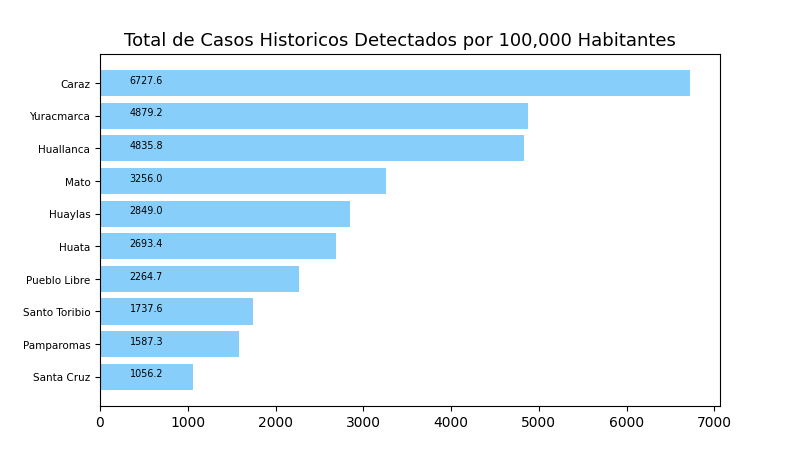 Total de Casos Historicos Detectados por 100,000 Habitantes
Caraz 6727.6
Yuracmarca 4879.2
Huallanca 4835.8
Mato 3256.0
Huaylas 2849.0
Huata 2693.4
Pueblo Libre 2264.7
Santo Toribio 1737.6
Pamparomas 1587.3
Santa Cruz 1056.2
0 1000 2000 3000 4000 5000 6000 7000